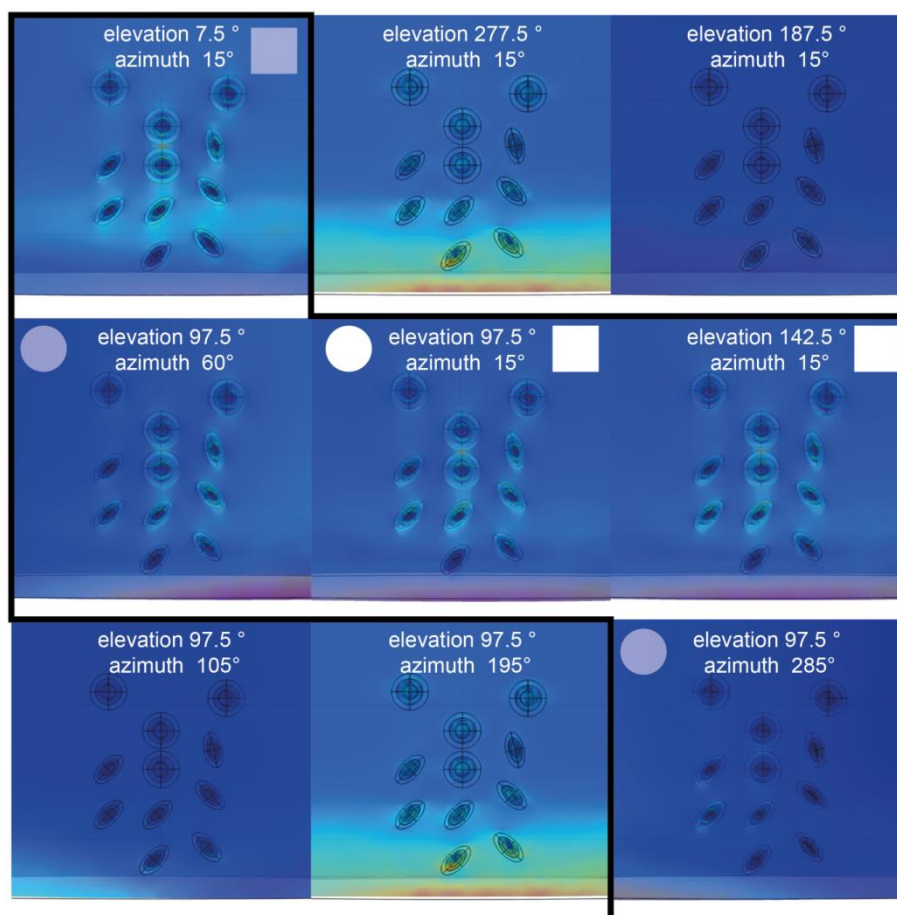 elevation 7.5 °
azimuth 15°
elevation 277.5 °
azimuth 15°
elevation 187.5 °
azimuth 15°
elevation 97.5 °
azimuth 60°
elevation 97.5 °
azimuth 15°
elevation 142.5 °
azimuth 15°
elevation 97.5 °
azimuth 105°
elevation 97.5 °
azimuth 195°
elevation 97.5 °
azimuth 285°